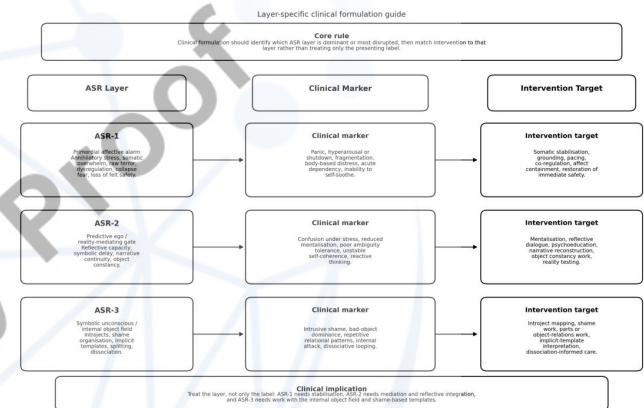 Layer-specific clinical formulation guide
Core rule
Clinical formulation should identify which ASR layer is dominant or most disrupted, then match intervention to that
layer rather than treating only the presenting label.
ASR Layer
Clinical Marker
Intervention Target
ASR-1
Primordial affective alarm
Annihilatory stress, somatic
overwhelm, raw terror,
dysregulation, collapse
fear, loss of felt safety.
Clinical marker
Panic, hyperarousal or
shutdown, fragmentation,
body-based distress, acute
dependency, inability to
self-soothe.
Intervention target
Somatic stabilisation,
grounding, pacing,
co-regulation, affect
containment, restoration of
immediate safety.
ASR-2
Predictive ego /
reality-mediating gate
Reflective capacity,
symbolic delay, narrative
continuity, object
constancy.
Clinical marker
Confusion under stress, reduced
mentalisation, poor ambiguity
tolerance, unstable
self-coherence, reactive
thinking.
Intervention target
Mentalisation, reflective
dialogue, psychoeducation,
narrative reconstruction,
object constancy work,
reality testing.
ASR-3
Symbolic unconscious /
internal object field
Introjects, shame
organisation, implicit
templates, splitting,
dissociation.
Clinical marker
Intrusive shame, bad-object
dominance, repetitive
relational patterns, internal
attack, dissociative looping.
Intervention target
Introject mapping, shame
work, parts or
object-relations work,
implicit-template
interpretation,
dissociation-informed care.
Clinical implication
Treat the layer, not only the label: ASR-1 needs stabilisation, ASR-2 needs mediation and reflective integration,
and ASR-3 needs work with the internal object field and shame-based templates.
Proof